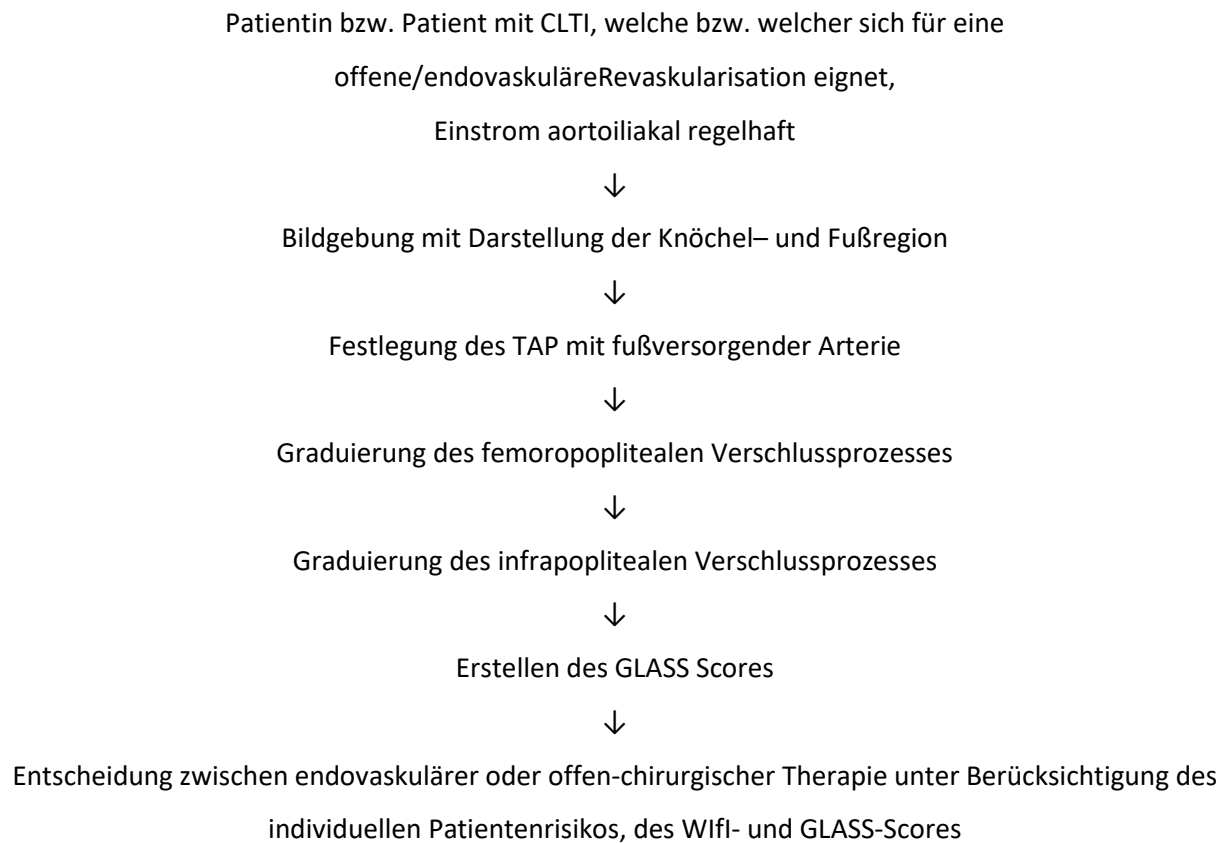 Patientin bzw. Patient mit CLTI, welche bzw. welcher sich für eine
offene/endovaskuläreRevaskularisation eignet,
Einstrom aortoiliakal regelhaft
↓
Bildgebung mit Darstellung der Knöchel– und Fußregion
↓
Festlegung des TAP mit fußversorgender Arterie
↓
Graduierung des femoropoplitealen Verschlussprozesses
↓
Graduierung des infrapoplitealen Verschlussprozesses
↓
Erstellen des GLASS Scores
↓
Entscheidung zwischen endovaskulärer oder offen-chirurgischer Therapie unter Berücksichtigung des
individuellen Patientenrisikos, des WIfI- und GLASS-Scores